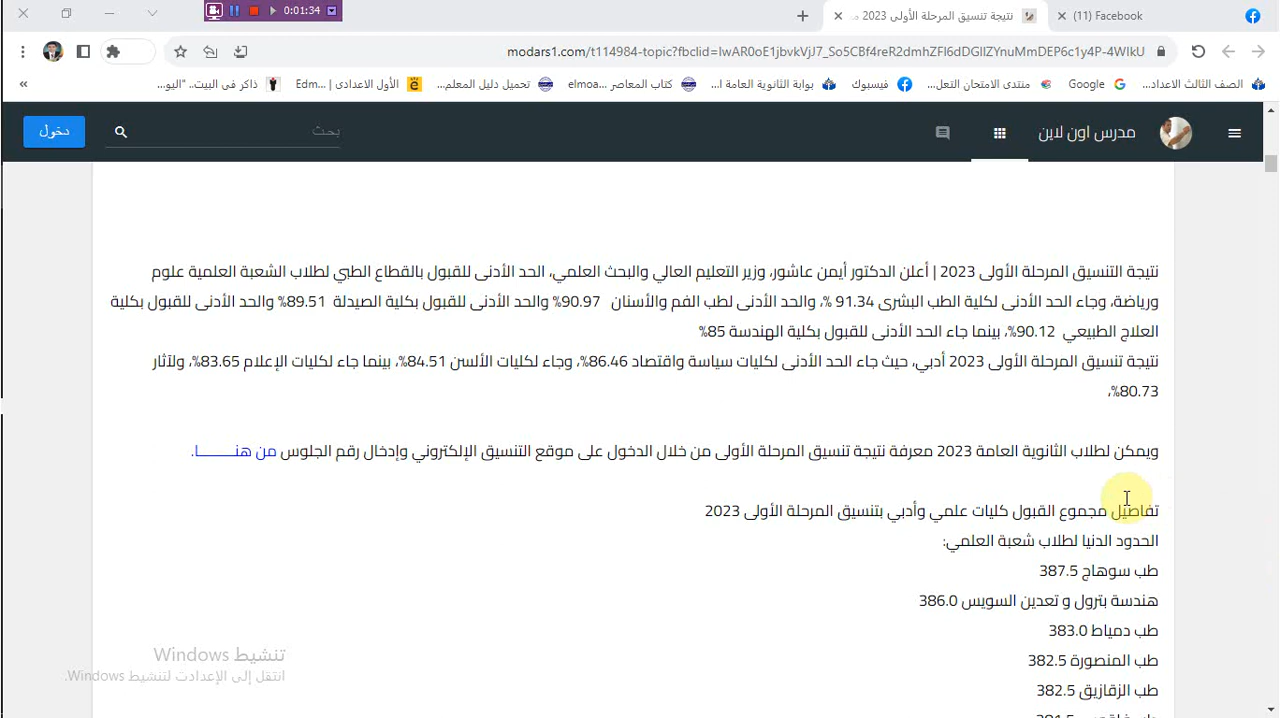 0:01:34
نتيجة تنسيق المرحلة الأولى 2023
(11) Facebook
modars1.com/t114984-topic?fbclid=IwAR0oE1jbvkVjJ7_So5CBf4reR2dmhZFl6dDGlIZYnuMmDEP6c1y4P-4WlkU
الصف الثالث الاعداد...
Google
منتدى الامتحان التعل...
فيسبوك
بوابة الثانوية العامة ا...
كتاب المعاصر elmoa...
تحميل دليل المعلم...
الأول الاعدادى | Edm...
ذاكر فى البيت.. "اليو...
مدرس اون لاين
بحث
دخول
نتيجة التنسيق المرحلة الأولى 2023 | أعلن الدكتور أيمن عاشور، وزير التعليم العالي والبحث العلمي، الحد الأدنى للقبول بالقطاع الطبي لطلاب الشعبة العلمية علوم
ورياضة، وجاء الحد الأدنى لكلية الطب البشرى 91.34 %، والحد الأدنى لطب الفم والأسنان 90.97% والحد الأدنى للقبول بكلية الصيدلة 89.51% والحد الأدنى للقبول بكلية
العلاج الطبيعي 90.12%، بينما جاء الحد الأدنى للقبول بكلية الهندسة 85%
نتيجة تنسيق المرحلة الأولى 2023 أدبي، حيث جاء الحد الأدنى لكليات سياسة واقتصاد 86.46%، وجاء لكليات الألسن 84.51%، بينما جاء لكليات الإعلام 83.65%، ولآثار
80.73%،
ويمكن لطلاب الثانوية العامة 2023 معرفة نتيجة تنسيق المرحلة الأولى من خلال الدخول على موقع التنسيق الإلكتروني وإدخال رقم الجلوس من هنــــــــا.
تفاصيل مجموع القبول كليات علمي وأدبي بتنسيق المرحلة الأولى 2023
الحدود الدنيا لطلاب شعبة العلمي:
طب سوهاج 387.5
هندسة بترول و تعدين السويس 386.0
طب دمياط 383.0
طب المنصورة 382.5
طب الزقازيق 382.5
تنشيط Windows
انتقل إلى الإعدادت لتنشيط Windows.